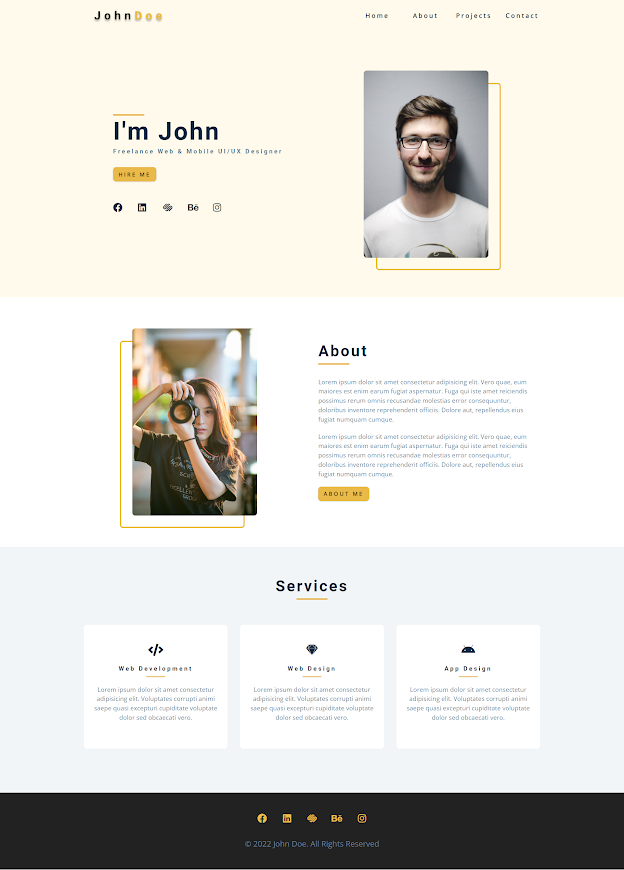 JohnDoe
Home About Projects Contact
I'm John
Freelance Web & Mobile UI/UX Designer
HIRE ME
About
Lorem ipsum dolor sit amet consectetur adipisicing elit. Vero quae, eum
maiores est enim earum fugiat aspernatur. Fuga qui iste amet reiciendis
possimus rerum omnis recusandae molestias error consequuntur,
doloribus inventore reprehenderit officiis. Dolore aut, repellendus eius
fugiat numquam cumque.
Lorem ipsum dolor sit amet consectetur adipisicing elit. Vero quae, eum
maiores est enim earum fugiat aspernatur. Fuga qui iste amet reiciendis
possimus rerum omnis recusandae molestias error consequuntur,
doloribus inventore reprehenderit officiis. Dolore aut, repellendus eius
fugiat numquam cumque.
ABOUT ME
Services
Web Development
Lorem ipsum dolor sit amet consectetur
adipisicing elit. Voluptates corrupti animi
saepe quasi excepturi cupiditate voluptate
dolor sed obcaecati vero.
Web Design
Lorem ipsum dolor sit amet consectetur
adipisicing elit. Voluptates corrupti animi
saepe quasi excepturi cupiditate voluptate
dolor sed obcaecati vero.
App Design
Lorem ipsum dolor sit amet consectetur
adipisicing elit. Voluptates corrupti animi
saepe quasi excepturi cupiditate voluptate
dolor sed obcaecati vero.
© 2022 John Doe. All Rights Reserved